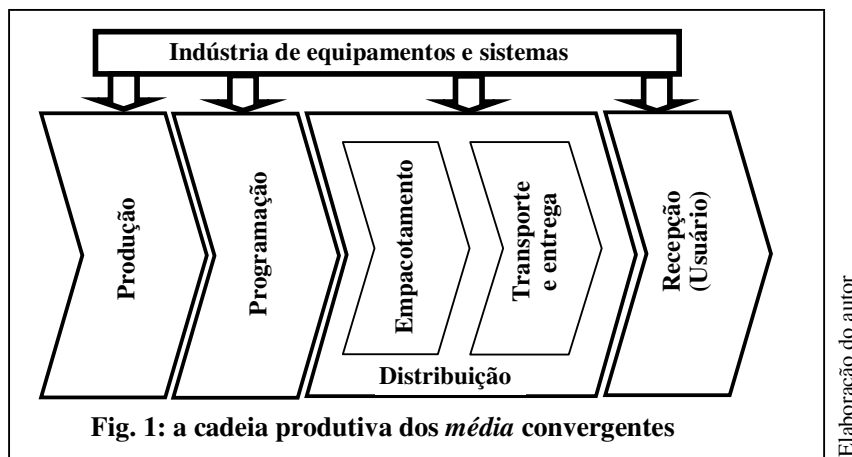 Indústria de equipamentos e sistemas
Produção
Programação
Empacotamento
Transporte
e entrega
Distribuição
Recepção
(Usuário)
Fig. 1: a cadeia produtiva dos média convergentes
Elaboração do autor